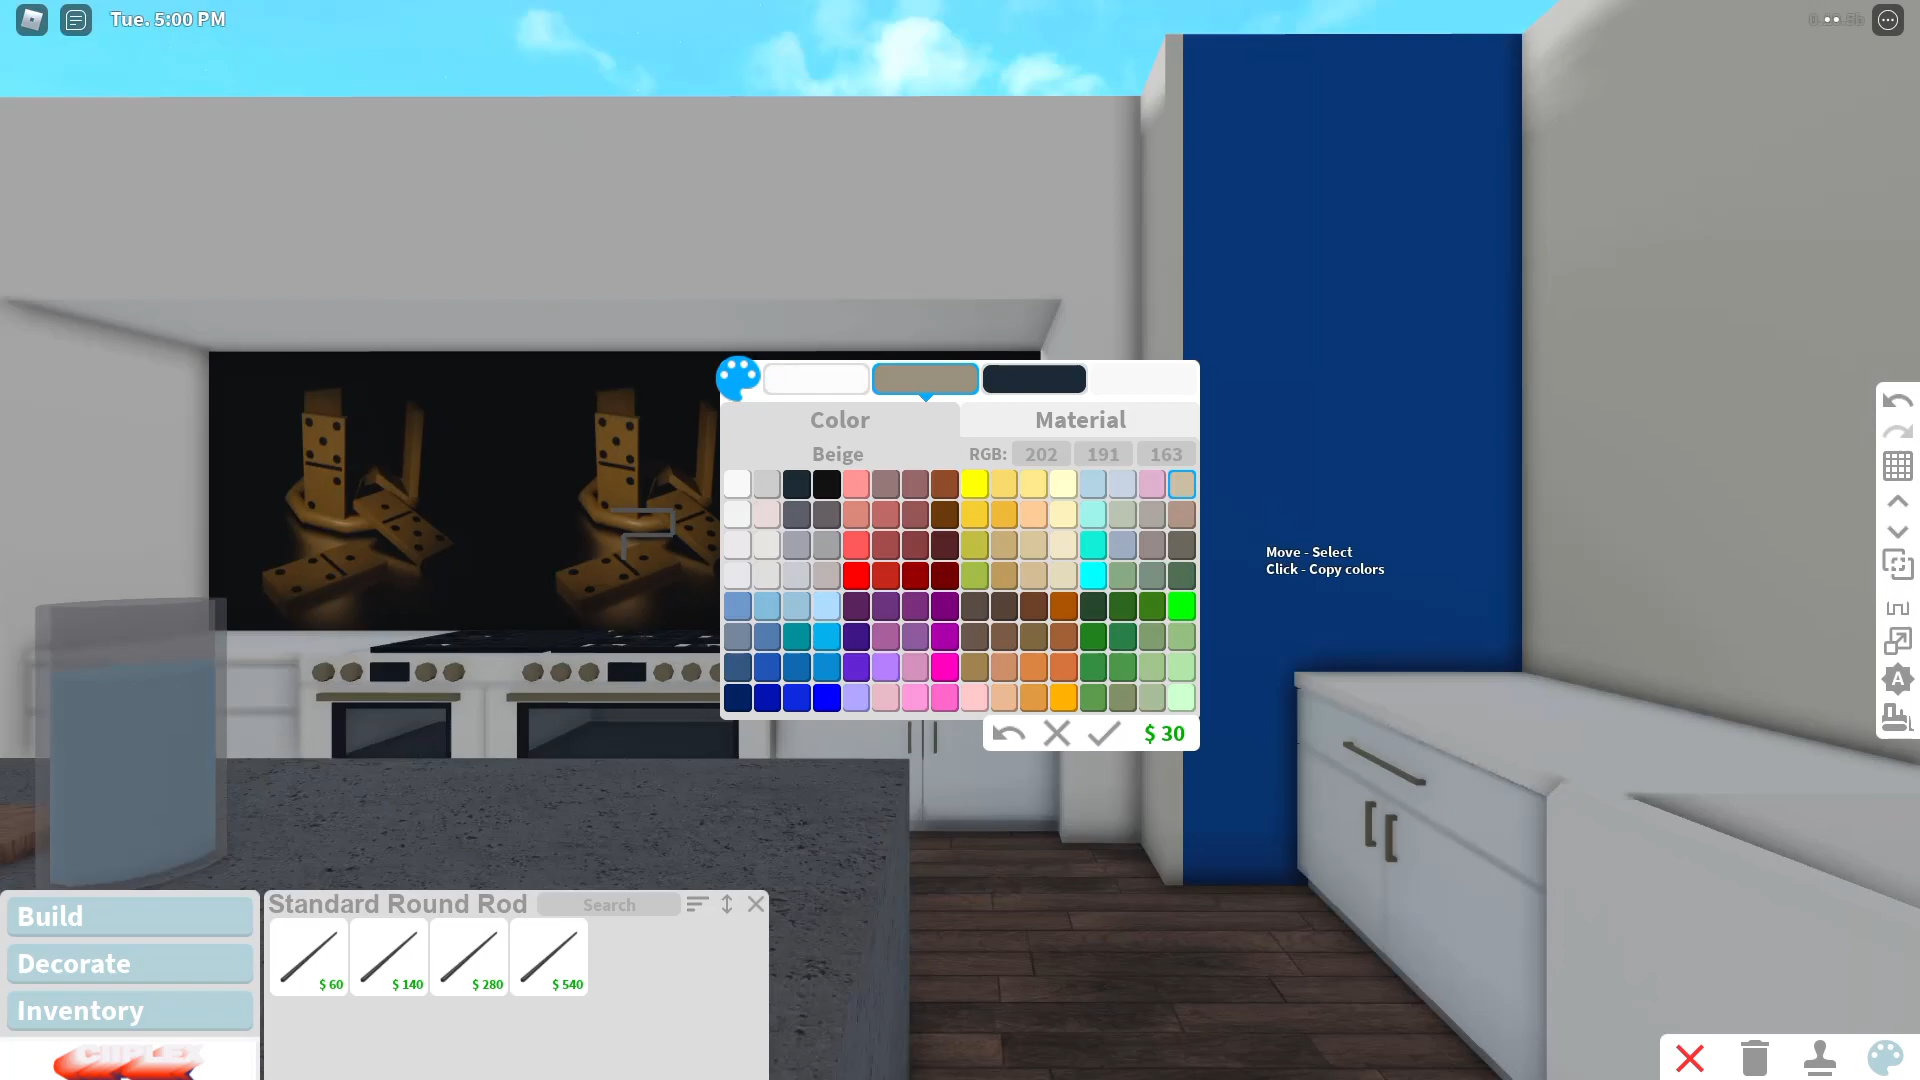 Tue. 5:00 PM
Color
Material
Beige
RGB: 202 191 163
Move - Select
Click - Copy colors
$ 30
Build
Decorate
Inventory
Standard Round Rod
Search
$ 60
$ 140
$ 280
$ 540
A
CIIPLEX